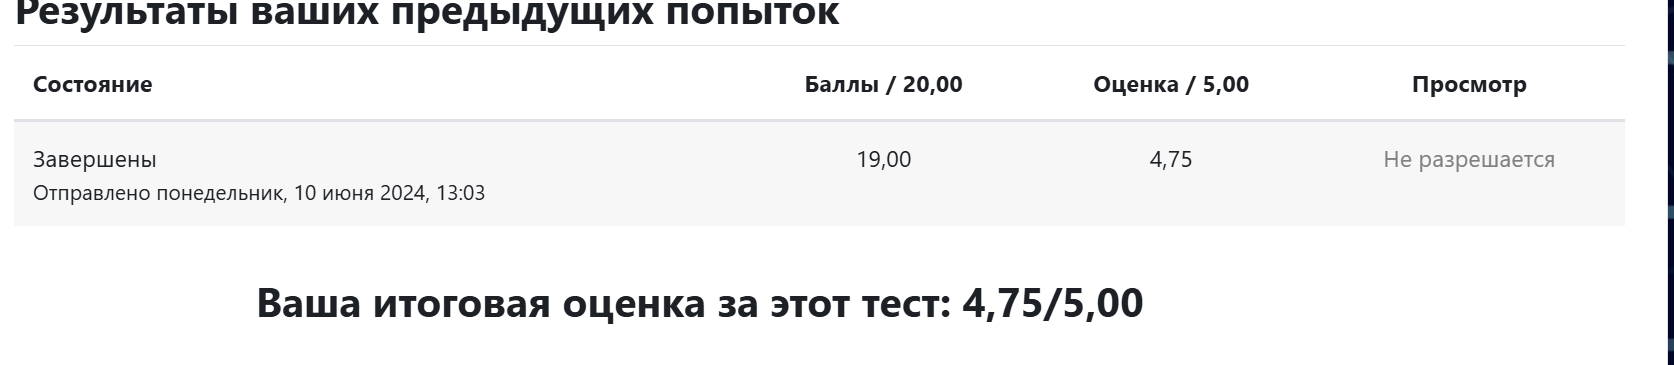 Результаты ваших предыдущих попыток
Состояние Баллы / 20,00 Оценка / 5,00 Просмотр
Завершены 19,00 4,75 Не разрешается
Отправлено понедельник, 10 июня 2024, 13:03
Ваша итоговая оценка за этот тест: 4,75/5,00